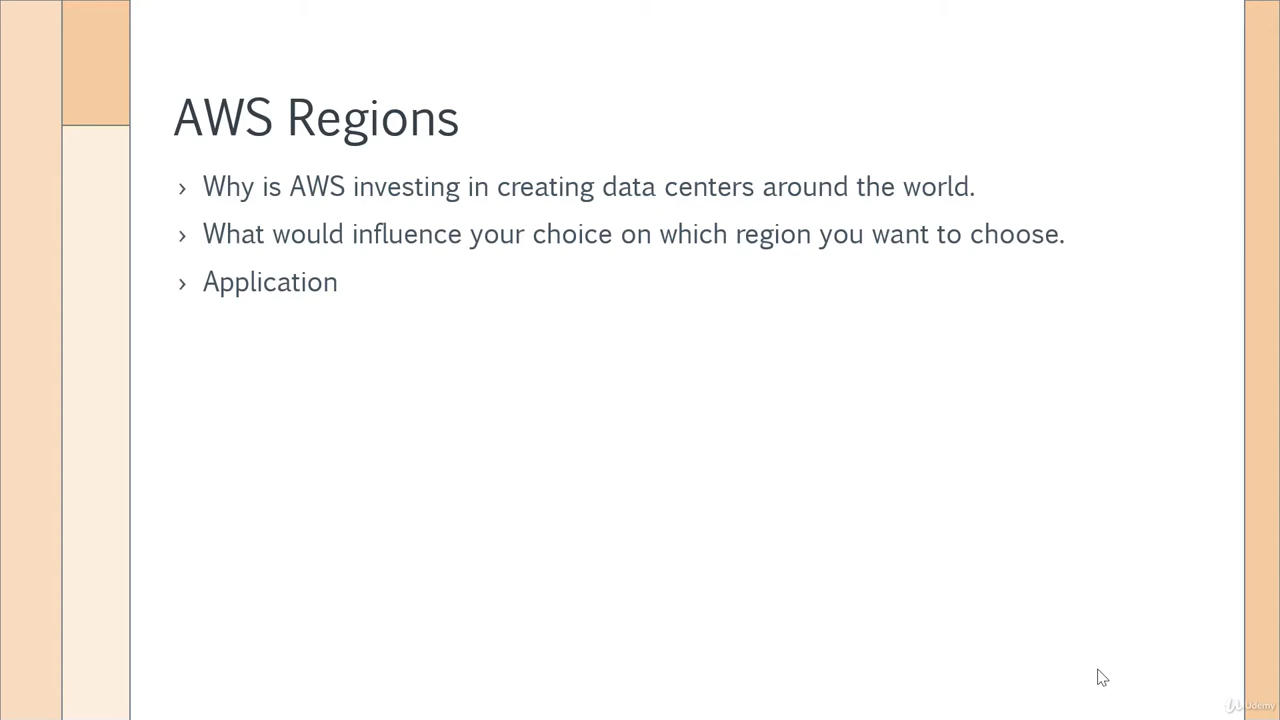 AWS Regions
› Why is AWS investing in creating data centers around the world.
› What would influence your choice on which region you want to choose.
› Application
Udemy